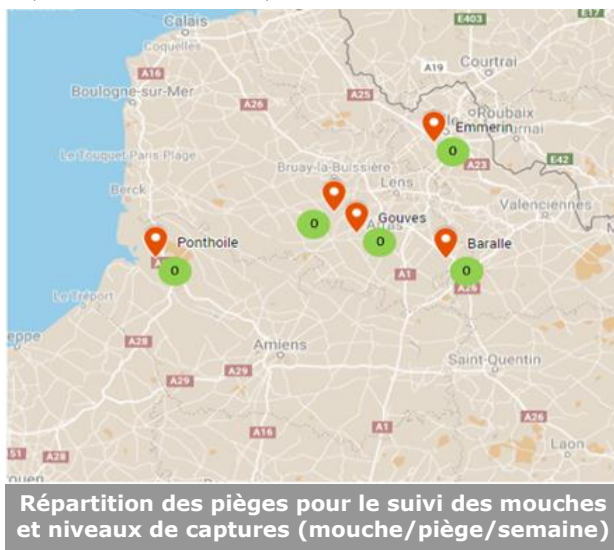 Calais
E403
E17
Coquelles
A16
A19
Courtrai
Boulogne-sur-Mer
A26
A25
Roubaix
Emmerin
0
A23
E42
Le Touquet-Paris-Plage
Bruay-la-Buissière
Lens
Berck
Valenciennes
0
Gouves
0
Ponthoile
Baralle
0
0
A1
A26
Le Tréport
A28
Amiens
Saint-Quentin
A29
A29
A26
A16
A1
Laon
A28
Répartition des pièges pour le suivi des mouches
et niveaux de captures (mouche/piège/semaine)